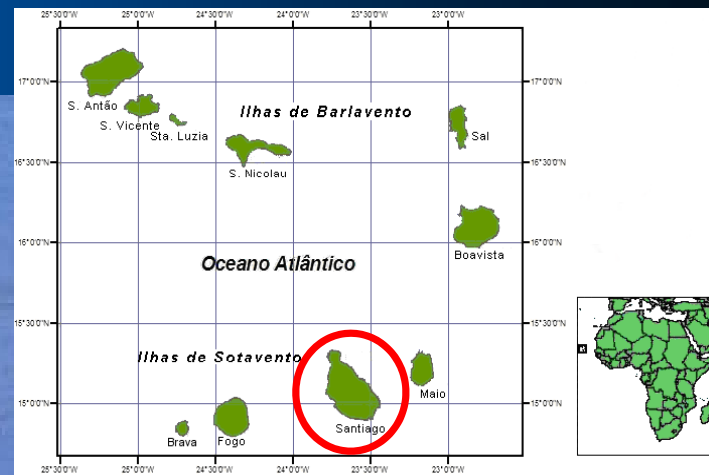 25°30'0"W 25°0'0"W 24°30'0"W 24°0'0"W 23°30'0"W 23°0'0"W
17°0'0"N 17°0'0"N
S. Antão
Ilhas de Barlavento
S. Vicente
Sta. Luzia
Sal
16°30'0"N 16°30'0"N
S. Nicolau
16°0'0"N 16°0'0"N
Boavista
Oceano Atlântico
15°30'0"N 15°30'0"N
Ilhas de Sotavento
Maio
15°0'0"N 15°0'0"N
Santiago
Brava Fogo
25°30'0"W 25°0'0"W 24°30'0"W 24°0'0"W 23°30'0"W 23°0'0"W